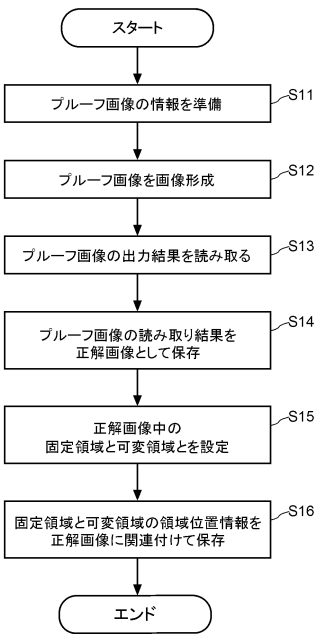 スタート
プルーフ画像の情報を準備
S11
プルーフ画像を画像形成
S12
プルーフ画像の出力結果を読み取る
S13
プルーフ画像の読み取り結果を
正解画像として保存
S14
正解画像中の
固定領域と可変領域とを設定
S15
固定領域と可変領域の領域位置情報を
正解画像に関連付けて保存
S16
エンド